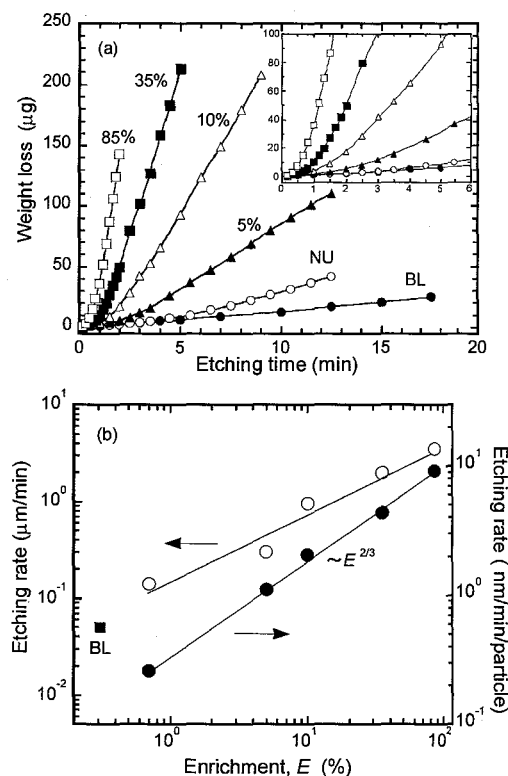 (a)
Weight loss (μg)
250
200
150
100
50
0
0 5 10 15 20
Etching time (min)
85%
35%
10%
5%
NU
BL
100
80
60
40
20
0
0 1 2 3 4 5 6
(b)
Etching rate (μm/min)
10¹
10⁰
10⁻¹
10⁻²
BL
~E^2/3
10⁰ 10¹ 10²
Enrichment, E (%)
10¹
10⁰
10⁻¹
Etching rate ( nm/min/particle)